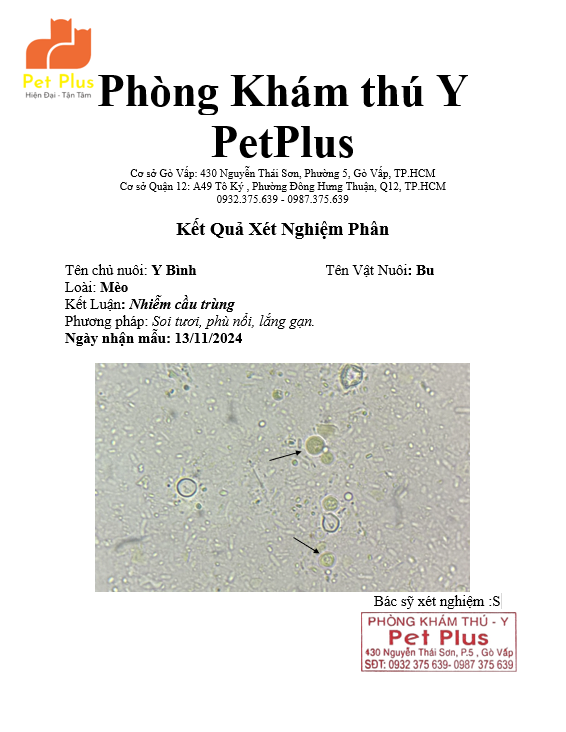 Pet Plus
Hiện Đại - Tận Tâm
Phòng Khám thú Y
PetPlus
Cơ sở Gò Vấp: 430 Nguyễn Thái Sơn, Phường 5, Gò Vấp, TP.HCM
Cơ sở Quận 12: A49 Tô Ký , Phường Đông Hưng Thuận, Q12, TP.HCM
0932.375.639 - 0987.375.639
Kết Quả Xét Nghiệm Phân
Tên chủ nuôi: Y Bình Tên Vật Nuôi: Bu
Loài: Mèo
Kết Luận: Nhiễm cầu trùng
Phương pháp: Soi tươi, phù nổi, lắng gạn.
Ngày nhận mẫu: 13/11/2024
Bác sỹ xét nghiệm :S
PHÒNG KHÁM THÚ - Y
Pet Plus
430 Nguyễn Thái Sơn, P.5 , Gò Vấp
SĐT: 0932 375 639- 0987 375 639